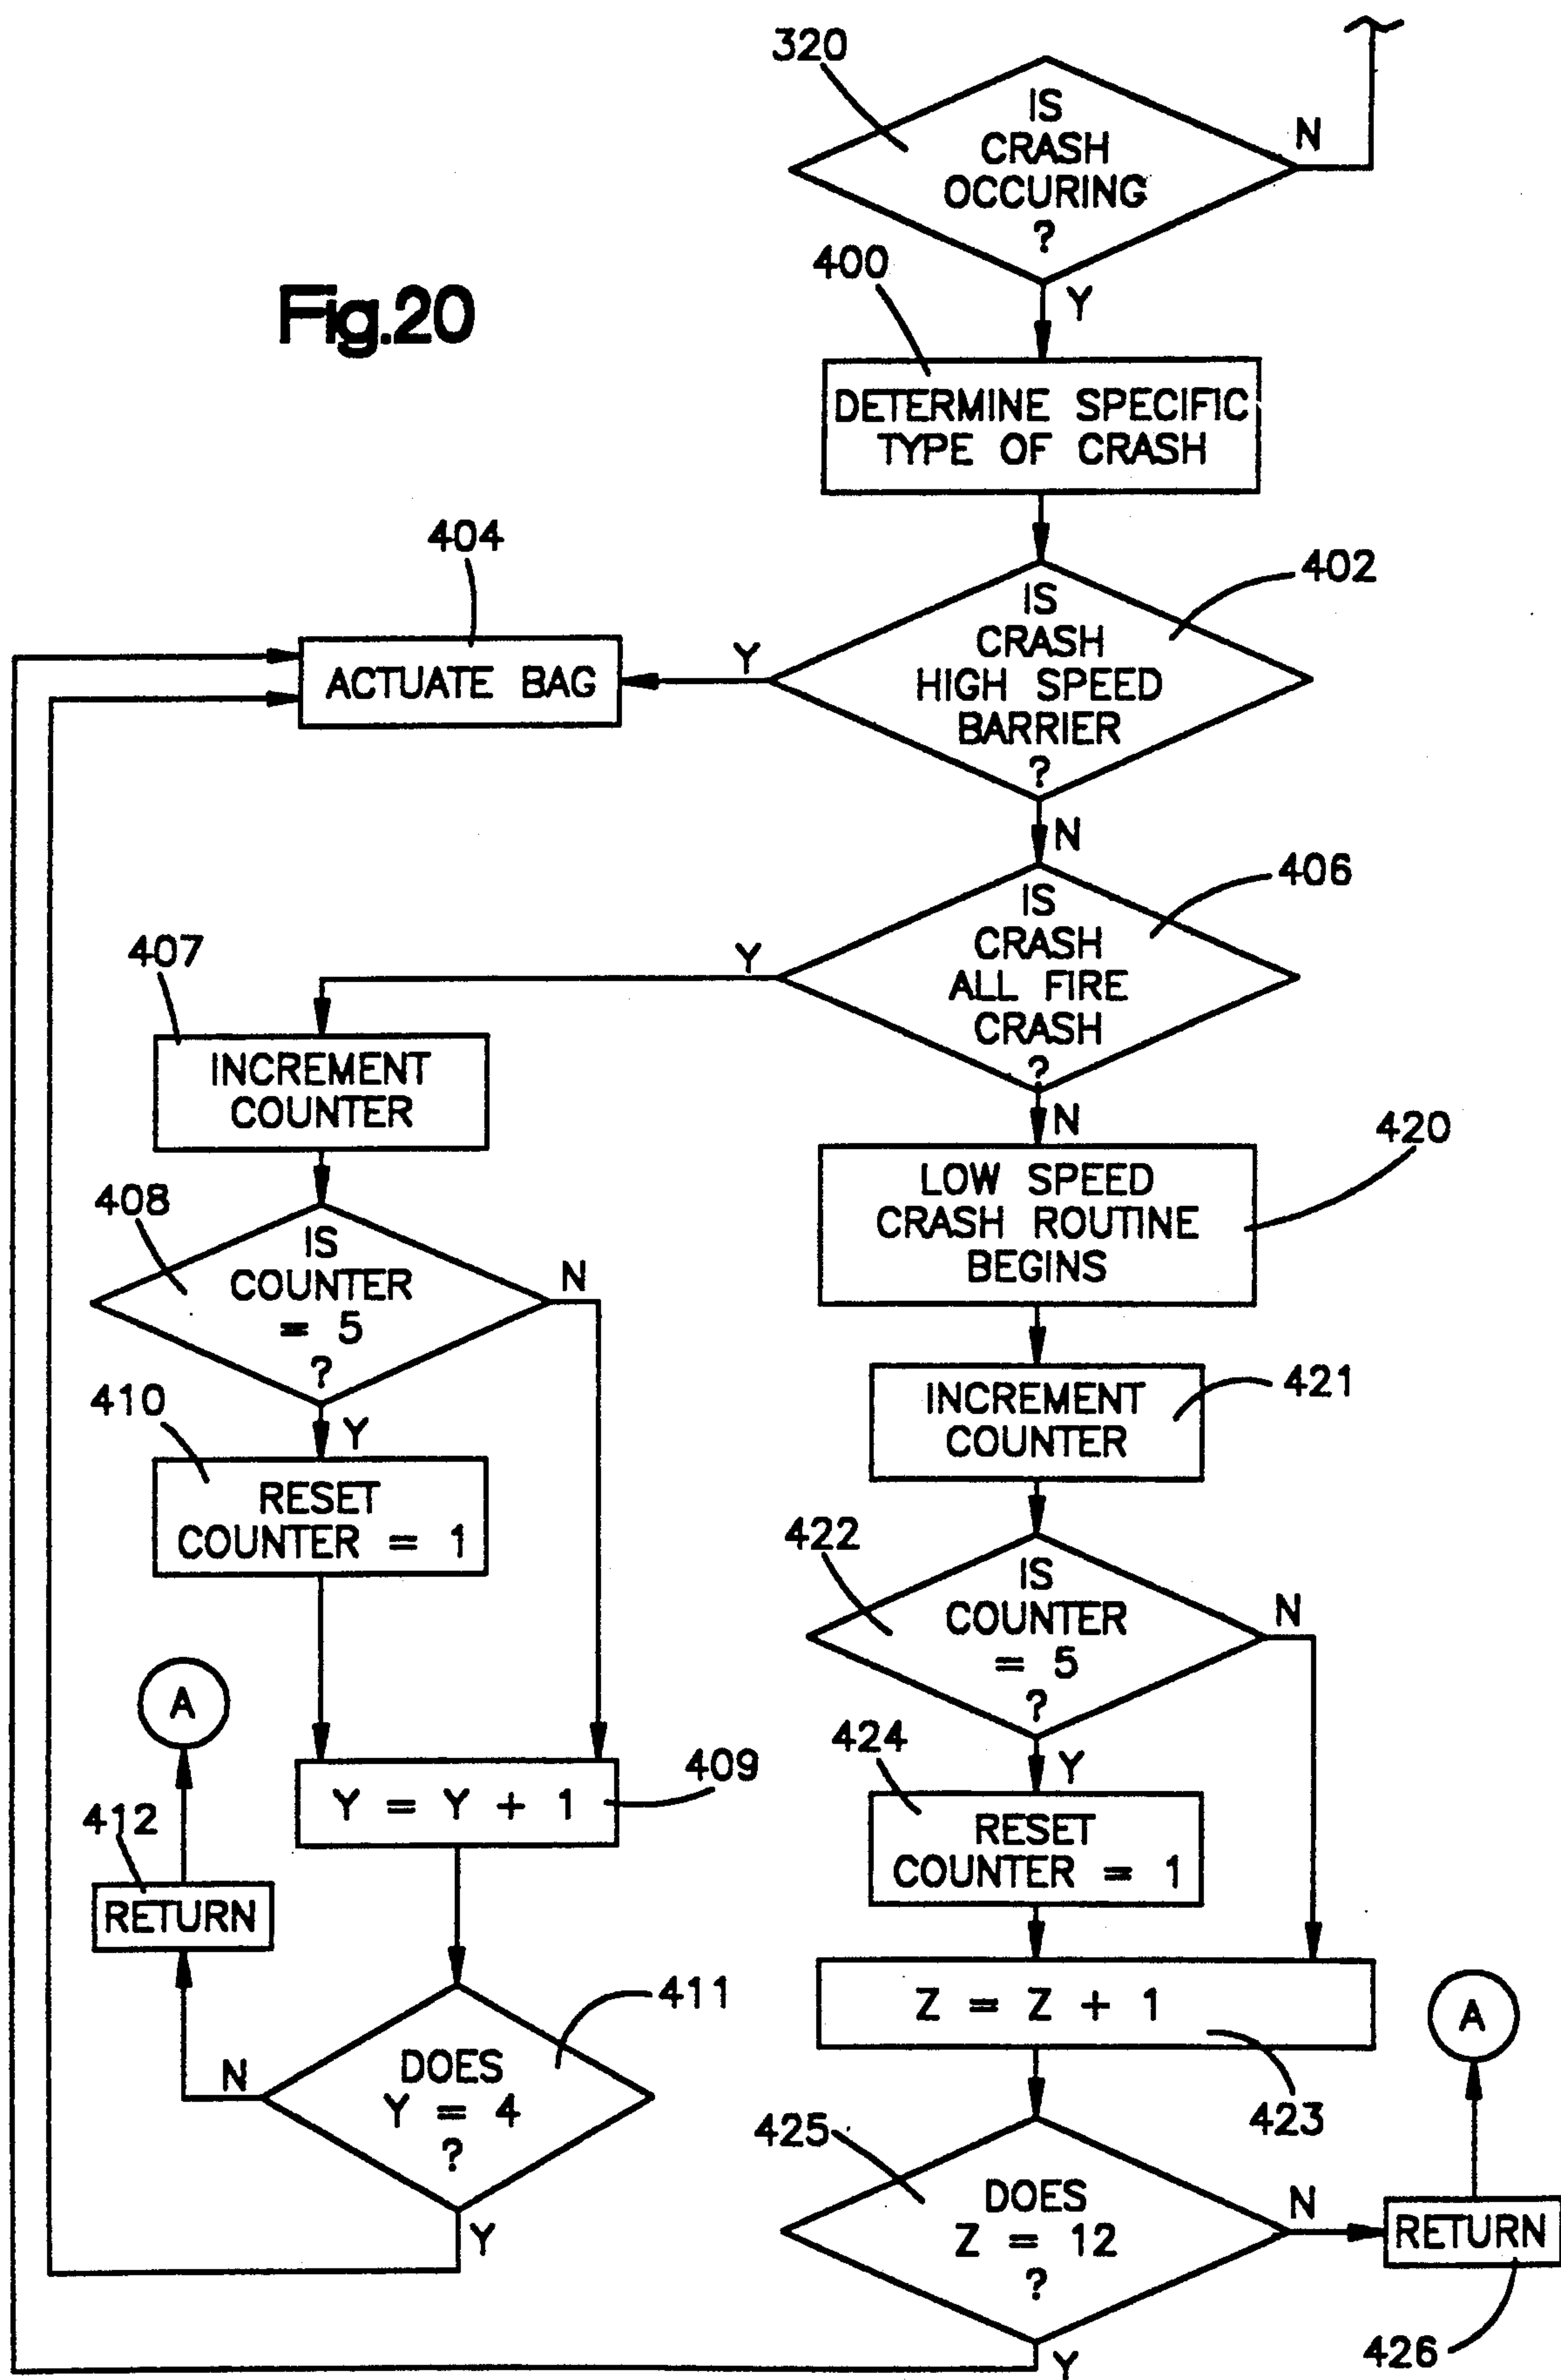 320
IS
CRASH
OCCURING
?
N
Y
Fig.20
400
DETERMINE SPECIFIC
TYPE OF CRASH
404
ACTUATE BAG
402
IS
CRASH
HIGH SPEED
BARRIER
?
Y
N
406
IS
CRASH
ALL FIRE
CRASH
?
Y
N
407
INCREMENT
COUNTER
408
IS
COUNTER
= 5
?
N
Y
410
RESET
COUNTER = 1
409
Y = Y + 1
411
DOES
Y = 4
?
N
Y
412
RETURN
A
420
LOW SPEED
CRASH ROUTINE
BEGINS
421
INCREMENT
COUNTER
422
IS
COUNTER
= 5
?
N
Y
424
RESET
COUNTER = 1
423
Z = Z + 1
425
DOES
Z = 12
?
N
Y
426
RETURN
A